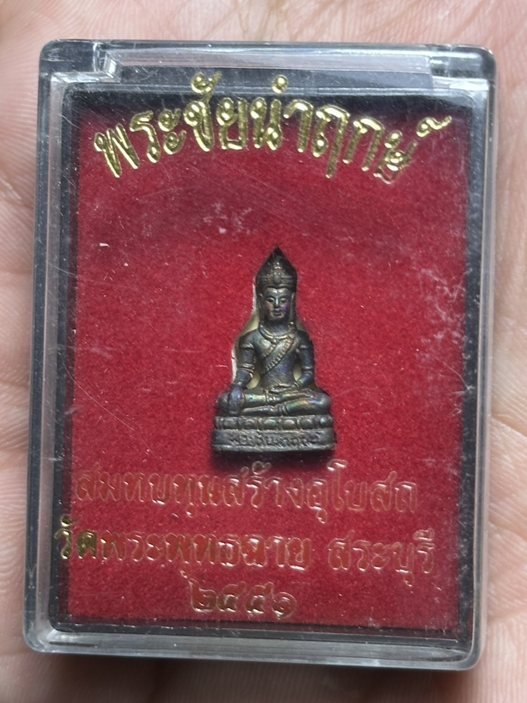 พระชัยนำฤกษ์
สมทบทุนสร้างอุโบสถ
วัดพระพุทธฉาย สระบุรี
๒๕๕๑